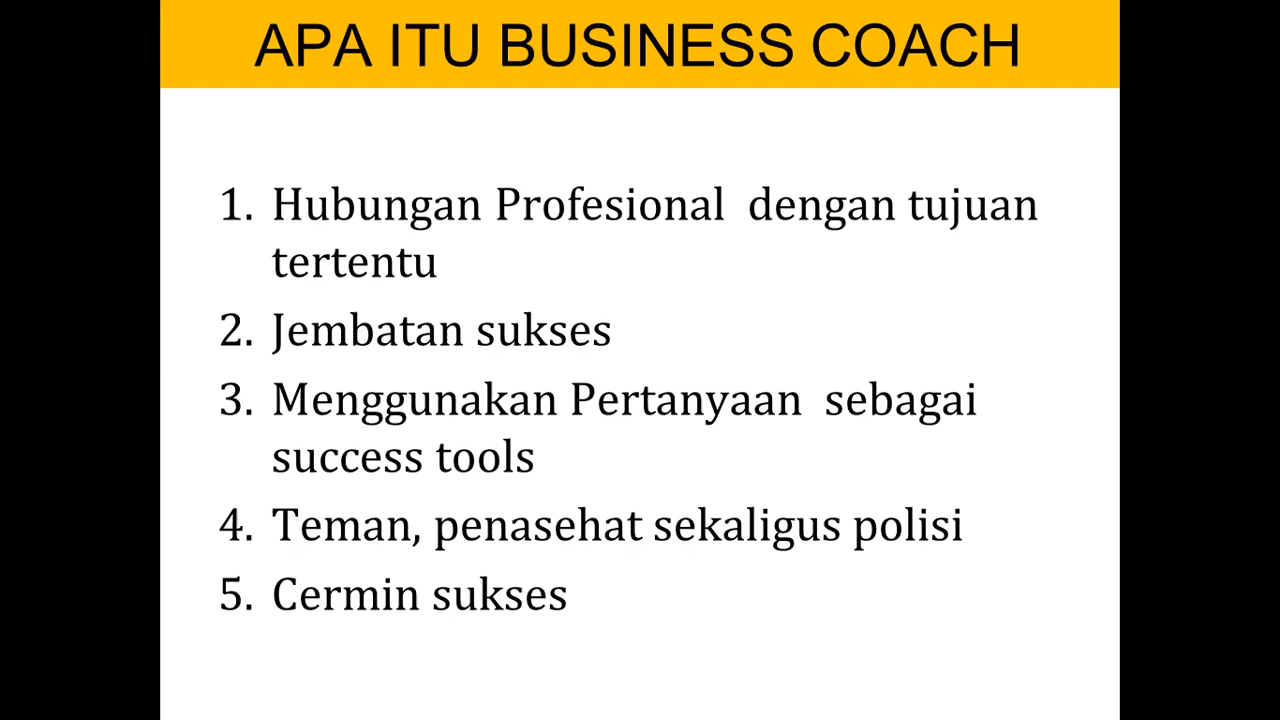 APA ITU BUSINESS COACH
1. Hubungan Profesional dengan tujuan
tertentu
2. Jembatan sukses
3. Menggunakan Pertanyaan sebagai
success tools
4. Teman, penasehat sekaligus polisi
5. Cermin sukses